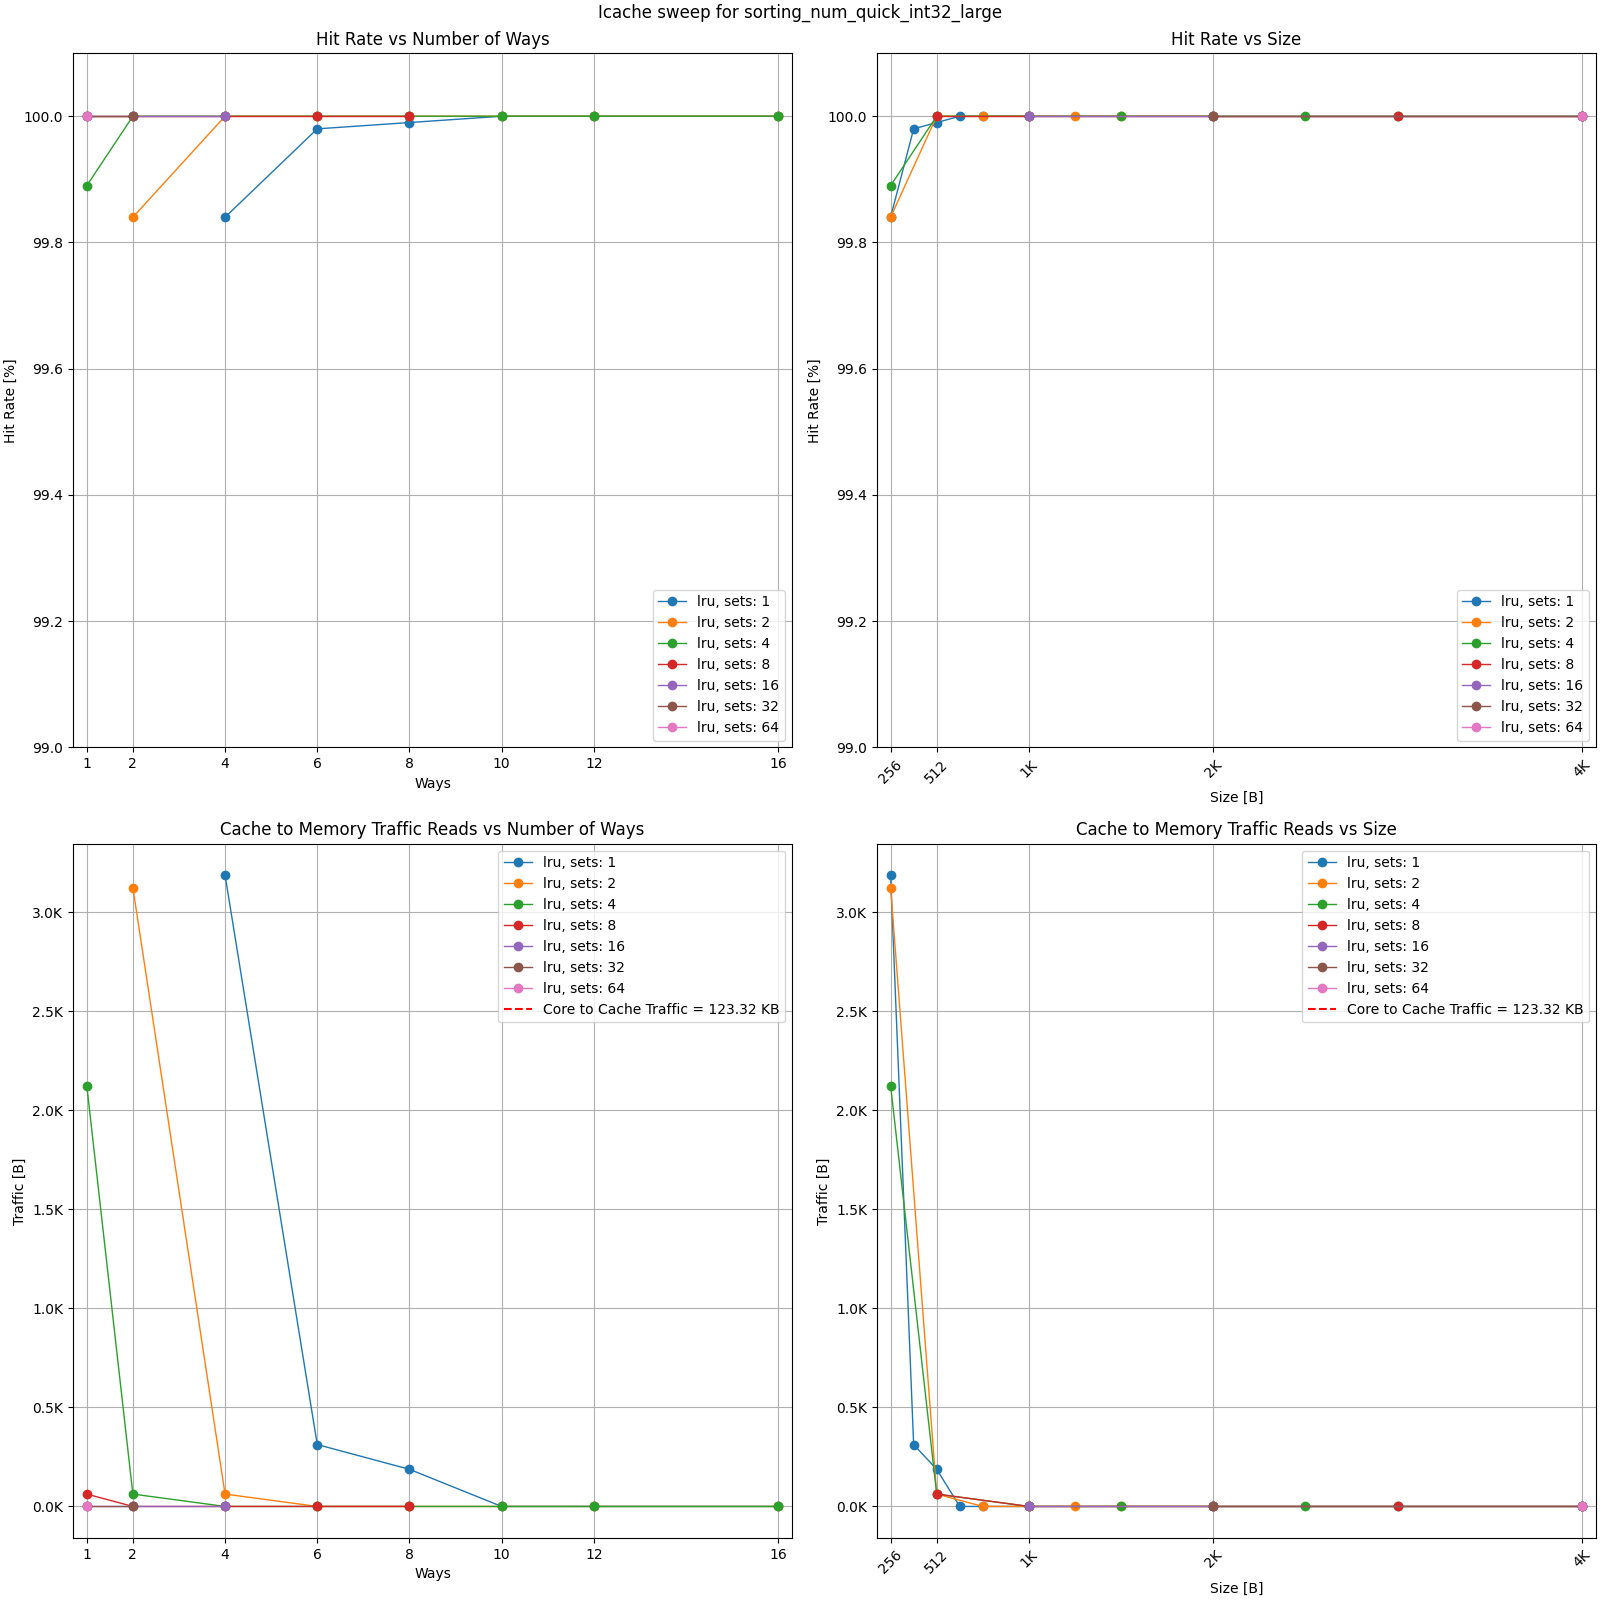 Icache sweep for sorting_num_quick_int32_large
Hit Rate vs Number of Ways
Hit Rate [%]
100.0
99.8
99.6
99.4
99.2
99.0
1 2 4 6 8 10 12 16
Ways
lru, sets: 1
lru, sets: 2
lru, sets: 4
lru, sets: 8
lru, sets: 16
lru, sets: 32
lru, sets: 64
Hit Rate vs Size
Hit Rate [%]
100.0
99.8
99.6
99.4
99.2
99.0
256 512 1K 2K 4K
Size [B]
lru, sets: 1
lru, sets: 2
lru, sets: 4
lru, sets: 8
lru, sets: 16
lru, sets: 32
lru, sets: 64
Cache to Memory Traffic Reads vs Number of Ways
Traffic [B]
3.0K
2.5K
2.0K
1.5K
1.0K
0.5K
0.0K
1 2 4 6 8 10 12 16
Ways
lru, sets: 1
lru, sets: 2
lru, sets: 4
lru, sets: 8
lru, sets: 16
lru, sets: 32
lru, sets: 64
Core to Cache Traffic = 123.32 KB
Cache to Memory Traffic Reads vs Size
Traffic [B]
3.0K
2.5K
2.0K
1.5K
1.0K
0.5K
0.0K
256 512 1K 2K 4K
Size [B]
lru, sets: 1
lru, sets: 2
lru, sets: 4
lru, sets: 8
lru, sets: 16
lru, sets: 32
lru, sets: 64
Core to Cache Traffic = 123.32 KB